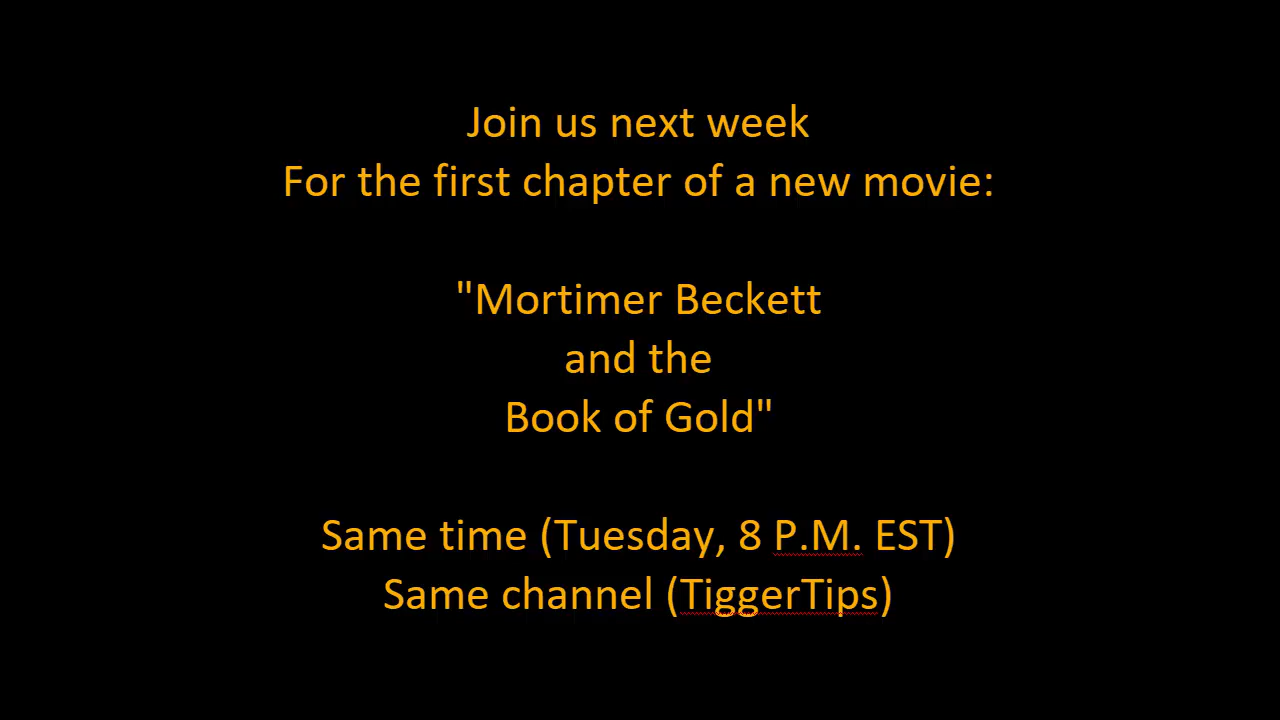 Join us next week
For the first chapter of a new movie:
"Mortimer Beckett
and the
Book of Gold"
Same time (Tuesday, 8 P.M. EST)
Same channel (TiggerTips)